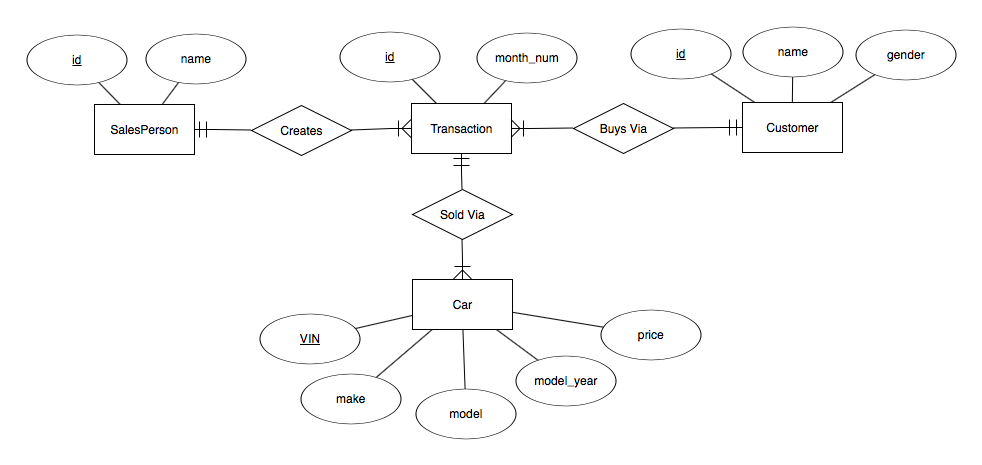 id
name
id
month_num
id
name
gender
SalesPerson
Creates
Transaction
Buys Via
Customer
Sold Via
Car
VIN
price
make
model_year
model